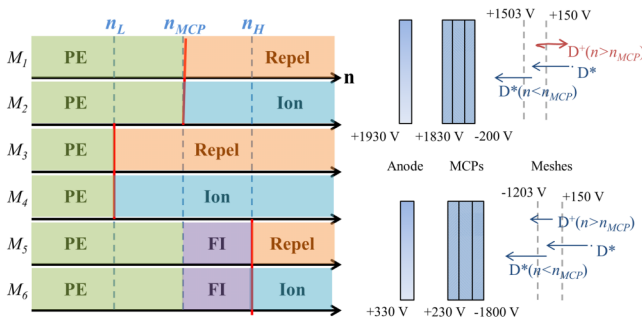 n_L n_MCP n_H
M_1 PE Repel
n
M_2 PE Ion
M_3 PE Repel
M_4 PE Ion
M_5 PE FI Repel
M_6 PE FI Ion
+1503 V
+150 V
D⁺(n>n_MCP)
D*
D*(n<n_MCP)
+1930 V +1830 V -200 V
Anode MCPs Meshes
-1203 V
+150 V
D⁺(n>n_MCP)
D*
D*(n<n_MCP)
+330 V +230 V -1800 V